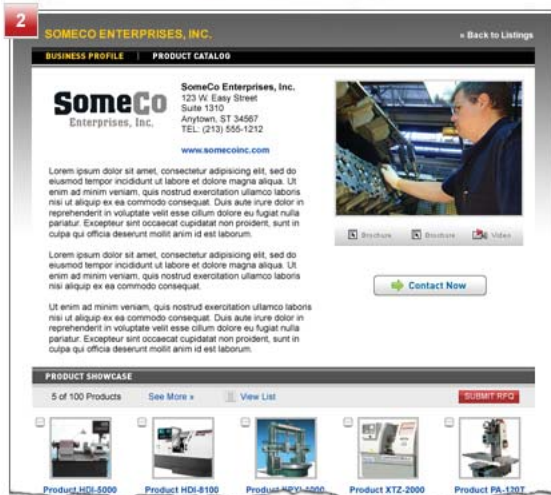 2
SOMECO ENTERPRISES, INC.
» Back to Listings
BUSINESS PROFILE | PRODUCT CATALOG
SomeCo
Enterprises, Inc.
SomeCo Enterprises, Inc.
123 W. Easy Street
Suite 1310
Anytown, ST 34567
TEL: (213) 555-1212
www.somecoinc.com
Lorem ipsum dolor sit amet, consectetur adipisicing elit, sed do
eiusmod tempor incididunt ut labore et dolore magna aliqua. Ut
enim ad minim veniam, quis nostrud exercitation ullamco laboris
nisi ut aliquip ex ea commodo consequat. Duis aute irure dolor in
reprehenderit in voluptate velit esse cillum dolore eu fugiat nulla
pariatur. Excepteur sint occaecat cupidatat non proident, sunt in
culpa qui officia deserunt mollit anim id est laborum.
Lorem ipsum dolor sit amet, consectetur adipisicing elit, sed do
eiusmod tempor incididunt ut labore et dolore magna aliqua. Ut
enim ad minim veniam, quis nostrud exercitation ullamco laboris
nisi aliquip ex ea commodo consequat.
Ut enim ad minim veniam, quis nostrud exercitation ullamco laboris
nisi ut aliquip ex ea commodo consequat. Duis aute irure dolor in
reprehenderit in voluptate velit esse cillum dolore eu fugiat nulla
pariatur. Excepteur sint occaecat cupidatat non proident, sunt in
culpa qui officia deserunt mollit anim id est laborum.
Brochure Brochure Video
Contact Now
PRODUCT SHOWCASE
5 of 100 Products See More » View List SUBMIT RFQ
Product HDI-5000 Product HDI-8100 Product Product XTZ-2000 Product PA-120T